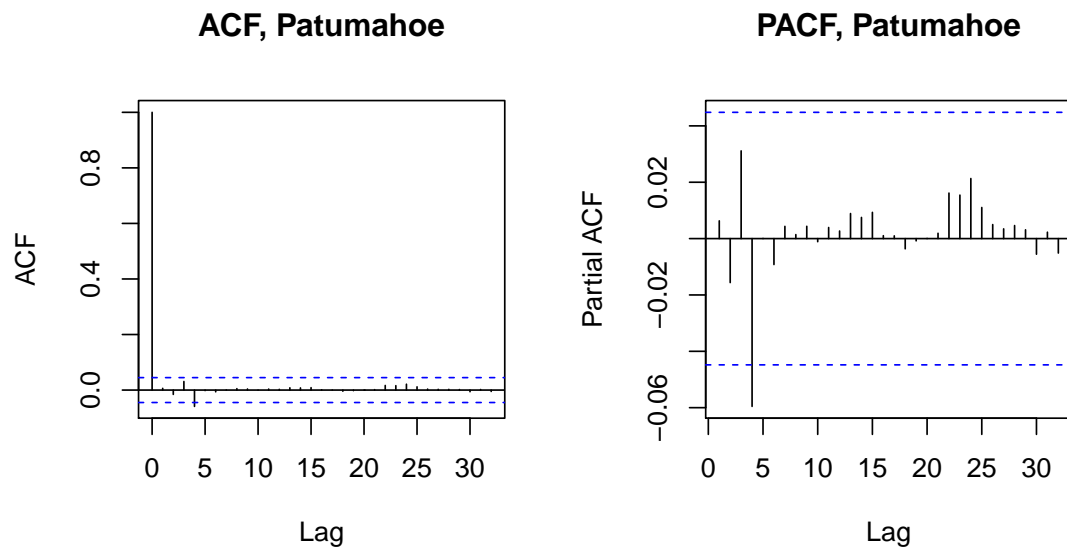 ACF, Patumahoe
ACF
0.0
0.4
0.8
0 5 10 15 20 25 30
Lag
PACF, Patumahoe
Partial ACF
−0.06
−0.02
0.02
0 5 10 15 20 25 30
Lag